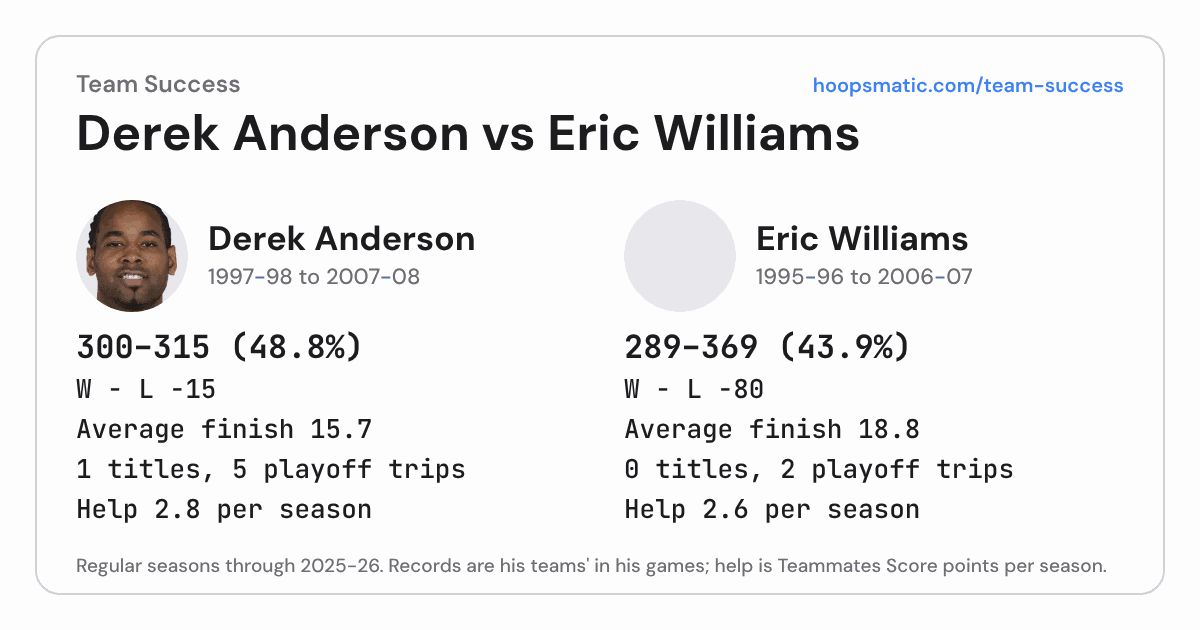 Team Success
hoopsmatic.com/team-success
Derek Anderson vs Eric Williams
Derek Anderson
1997–98 to 2007–08
300–315 (48.8%)
W - L -15
Average finish 15.7
1 titles, 5 playoff trips
Help 2.8 per season
Eric Williams
1995–96 to 2006–07
289–369 (43.9%)
W - L -80
Average finish 18.8
0 titles, 2 playoff trips
Help 2.6 per season
Regular seasons through 2025-26. Records are his teams' in his games; help is Teammates Score points per season.